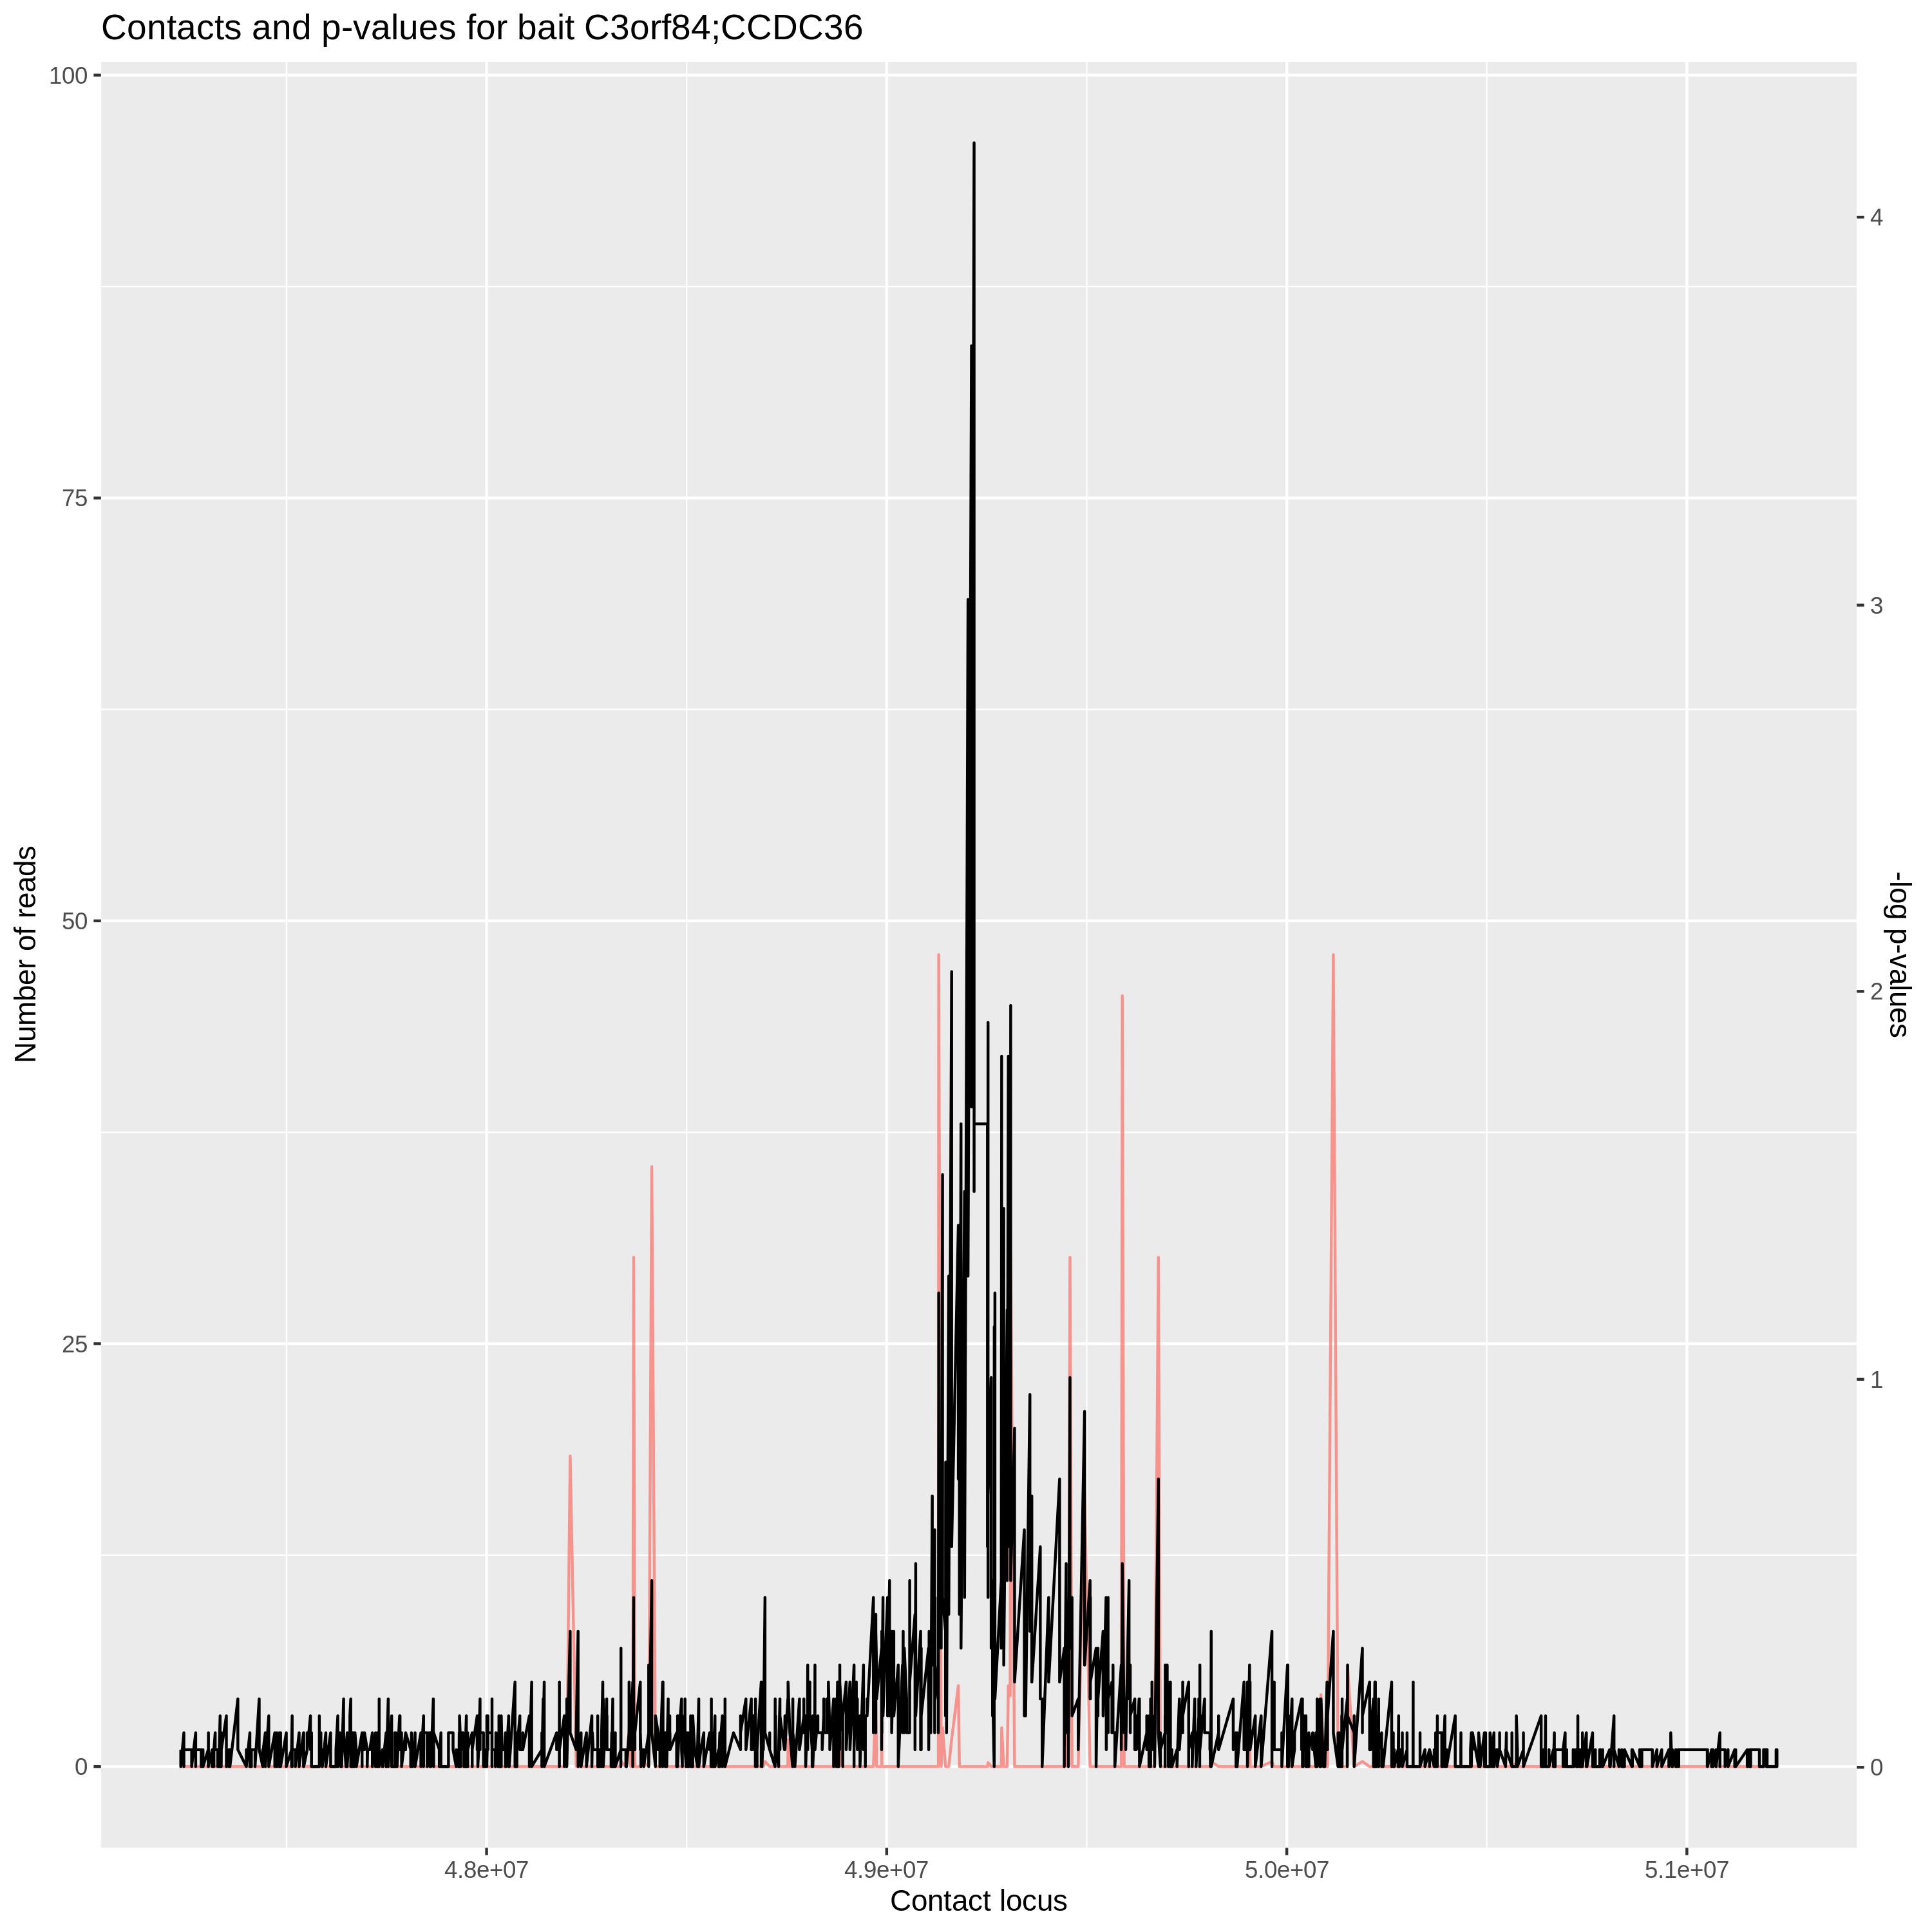 Contacts and p-values for bait C3orf84;CCDC36
100
75
50
25
0
Number of reads
4
3
2
1
0
-log p-values
4.8e+07
4.9e+07
5.0e+07
5.1e+07
Contact locus